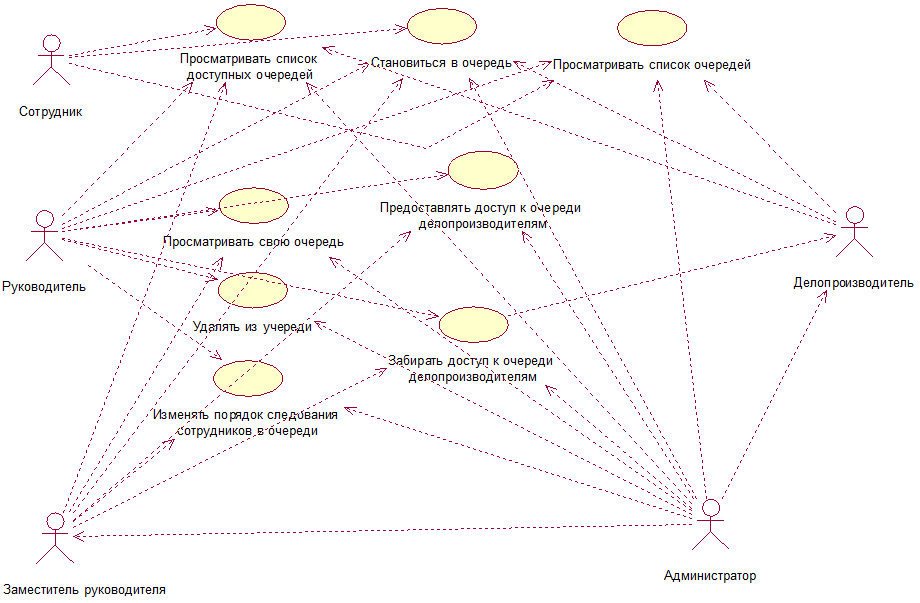 Просматривать список
доступных очередей
Становиться в очередь
Просматривать список очередей
Сотрудник
Предоставлять доступ к очереди
делопроизводителям
Просматривать свою очередь
Руководитель
Делопроизводитель
Удалять из учереди
Забирать доступ к очереди
делопроизводителям
Изменять порядок следования
сотрудников в очереди
Администратор
Заместитель руководителя